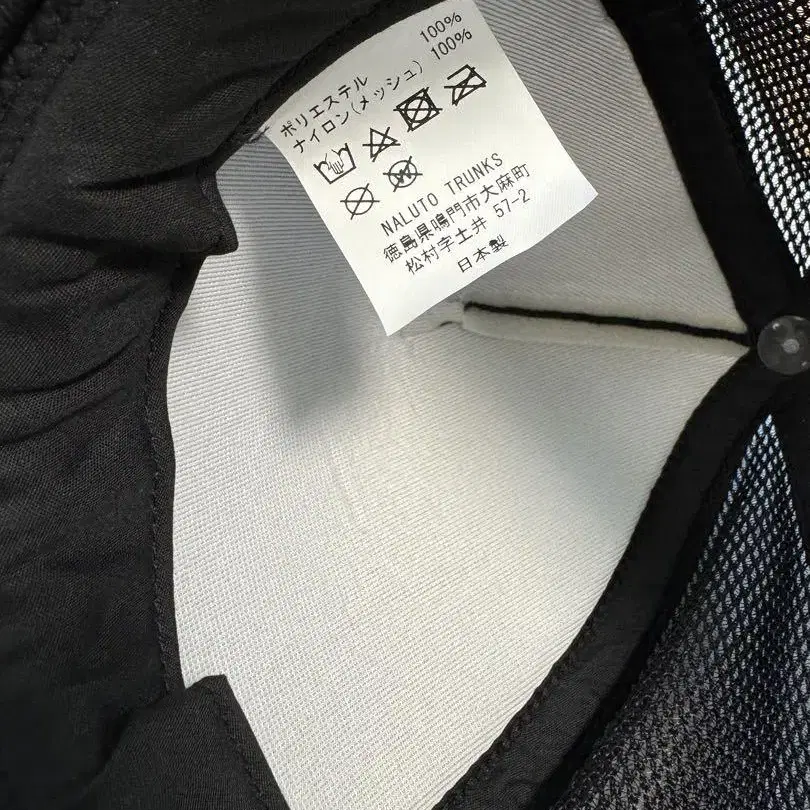 ポリエステル 100%
ナイロン(メッシュ) 100%
NALUTO TRUNKS
徳島県鳴門市大麻町
松村字土井 57-2
日本製